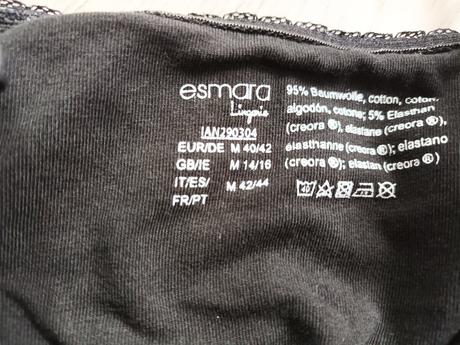 esmara
Lingerie
IAN290304
EUR/DE M 40/42
GB/IE M 14/16
IT/ES/ M 42/44
FR/PT
95% Baumwolle, cotton, coton,
algodón, cotone; 5% Elasthan
(creora ®), elastane (creora ®),
élasthanne (creora ®); elastano
(creora ®); elastan (creora ®)